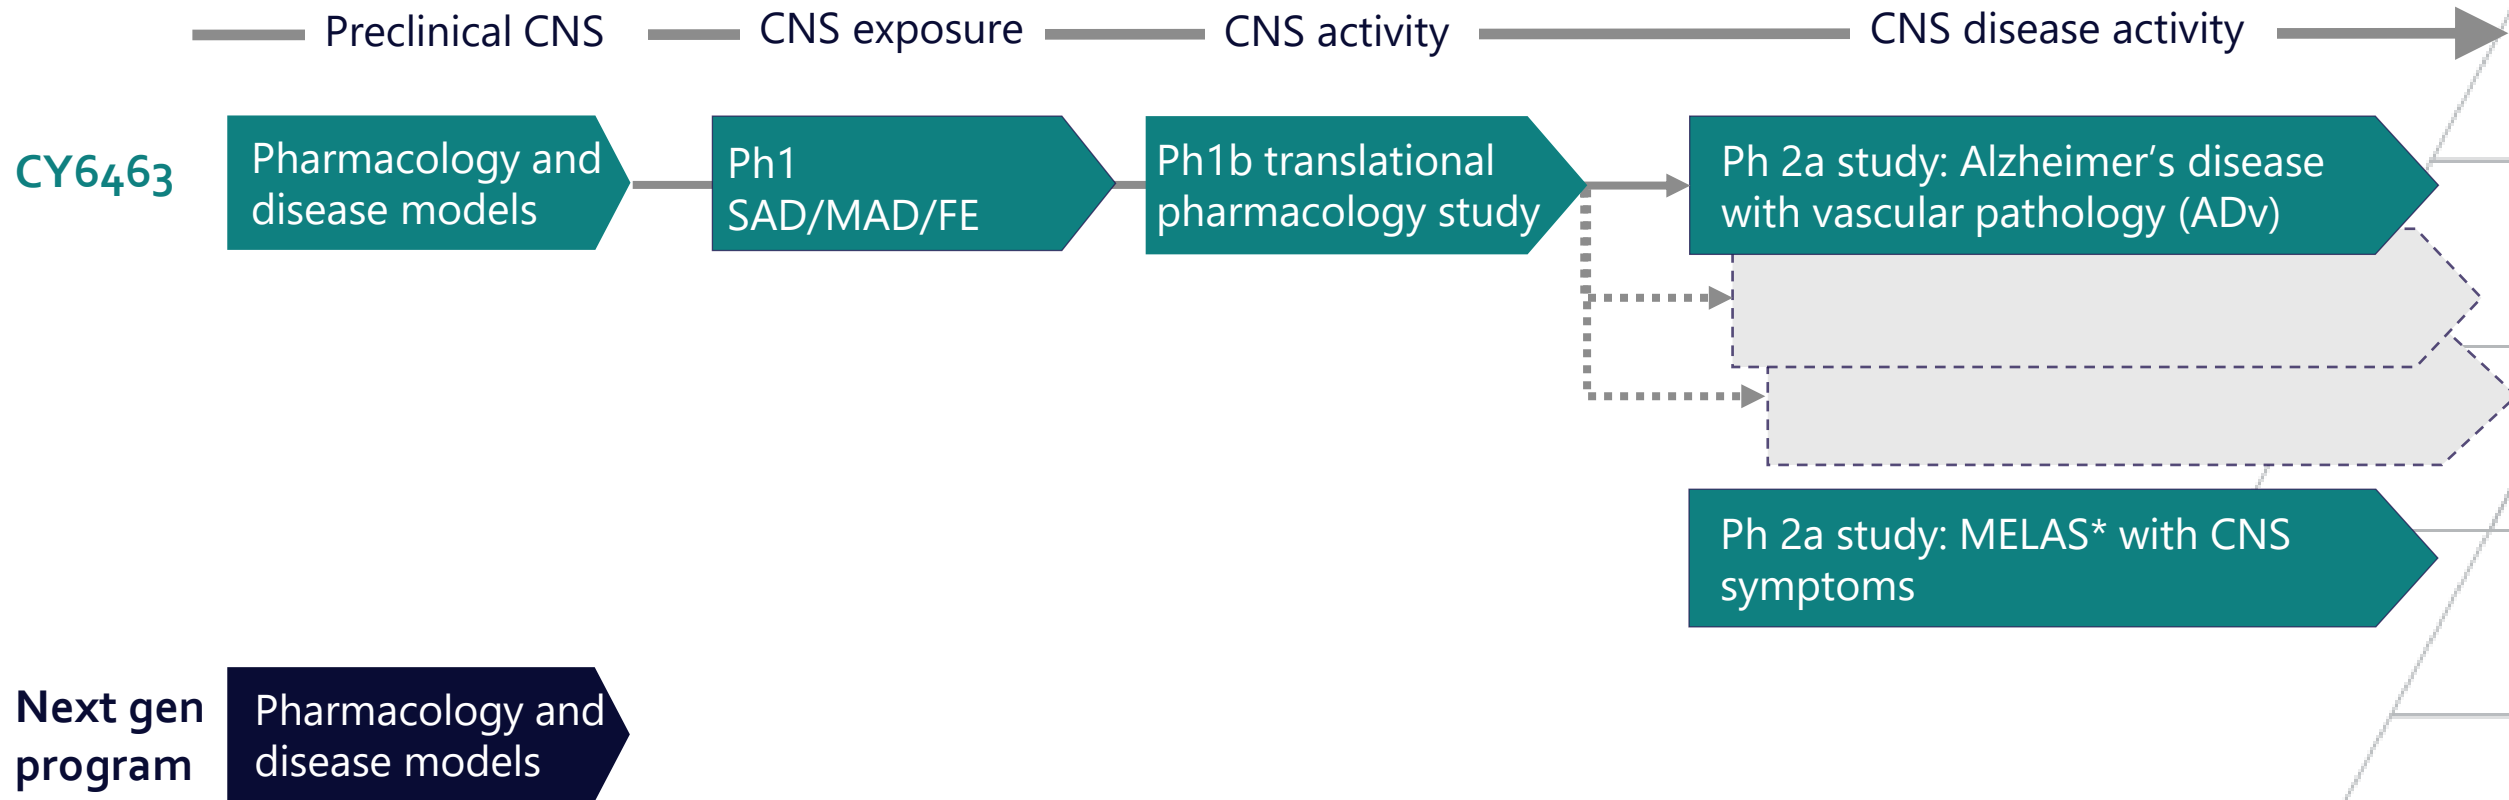 Preclinical CNS
CNS exposure
CNS activity
CNS disease activity
CY6463
Pharmacology and
disease models
Ph1
SAD/MAD/FE
Ph1b translational
pharmacology study
Ph 2a study: Alzheimer’s disease
with vascular pathology (ADv)
Ph 2a study: MELAS* with CNS
symptoms
Next gen
program
Pharmacology and
disease models